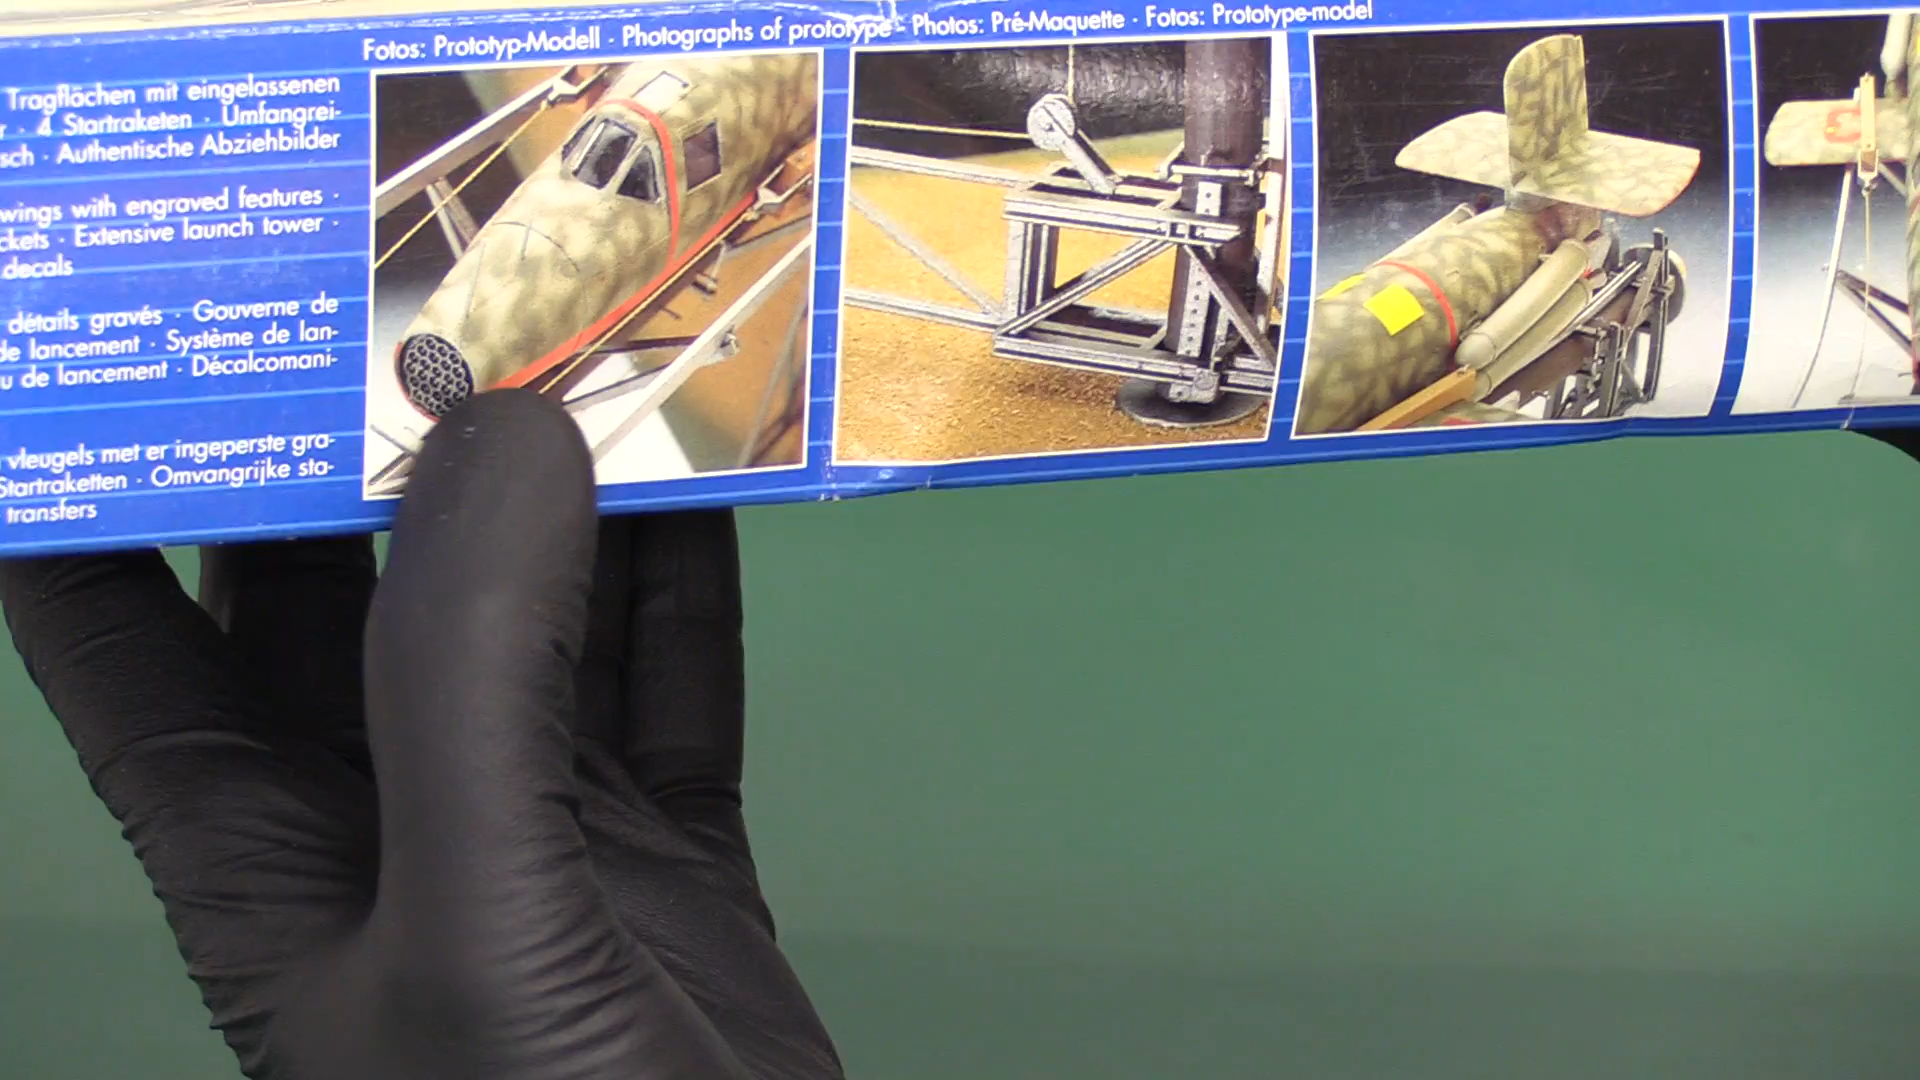 Fotos: Prototyp-Modell · Photographs of prototype · Photos: Pré-Maquette · Fotos: Prototype-model
Tragflächen mit eingelassenen
r · 4 Startraketen · Umfangrei-
sch · Authentische Abziehbilder
wings with engraved features ·
ckets · Extensive launch tower ·
decals
détails gravés · Gouverne de
de lancement · Système de lan-
u de lancement · Décalcomani-
vleugels met er ingeperste gra-
Startraketten · Omvangrijke sta-
transfers